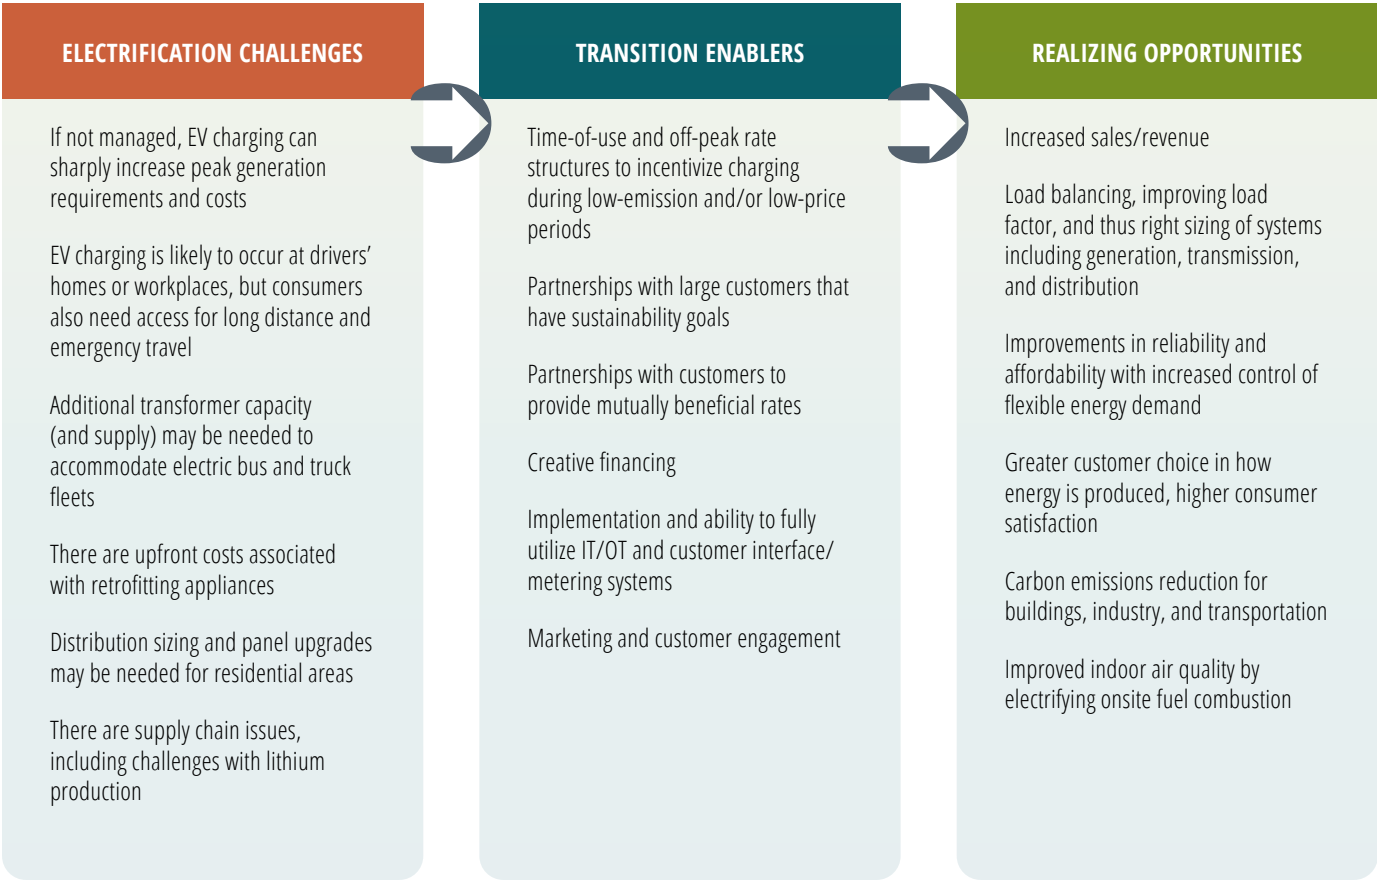 ELECTRIFICATION CHALLENGES
If not managed, EV charging can
sharply increase peak generation
requirements and costs
EV charging is likely to occur at drivers’
homes or workplaces, but consumers
also need access for long distance and
emergency travel
Additional transformer capacity
(and supply) may be needed to
accommodate electric bus and truck
fleets
There are upfront costs associated
with retrofitting appliances
Distribution sizing and panel upgrades
may be needed for residential areas
There are supply chain issues,
including challenges with lithium
production
TRANSITION ENABLERS
Time-of-use and off-peak rate
structures to incentivize charging
during low-emission and/or low-price
periods
Partnerships with large customers that
have sustainability goals
Partnerships with customers to
provide mutually beneficial rates
Creative financing
Implementation and ability to fully
utilize IT/OT and customer interface/
metering systems
Marketing and customer engagement
REALIZING OPPORTUNITIES
Increased sales/revenue
Load balancing, improving load
factor, and thus right sizing of systems
including generation, transmission,
and distribution
Improvements in reliability and
affordability with increased control of
flexible energy demand
Greater customer choice in how
energy is produced, higher consumer
satisfaction
Carbon emissions reduction for
buildings, industry, and transportation
Improved indoor air quality by
electrifying onsite fuel combustion